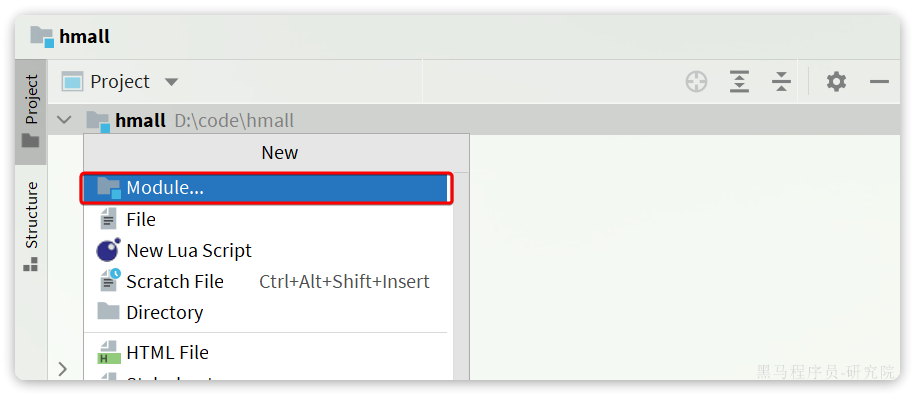 hmall
Project
Project
hmall D:\code\hmall
New
Module...
File
Structure
New Lua Script
Scratch File Ctrl+Alt+Shift+Insert
Directory
HTML File
黑马程序员-研究院